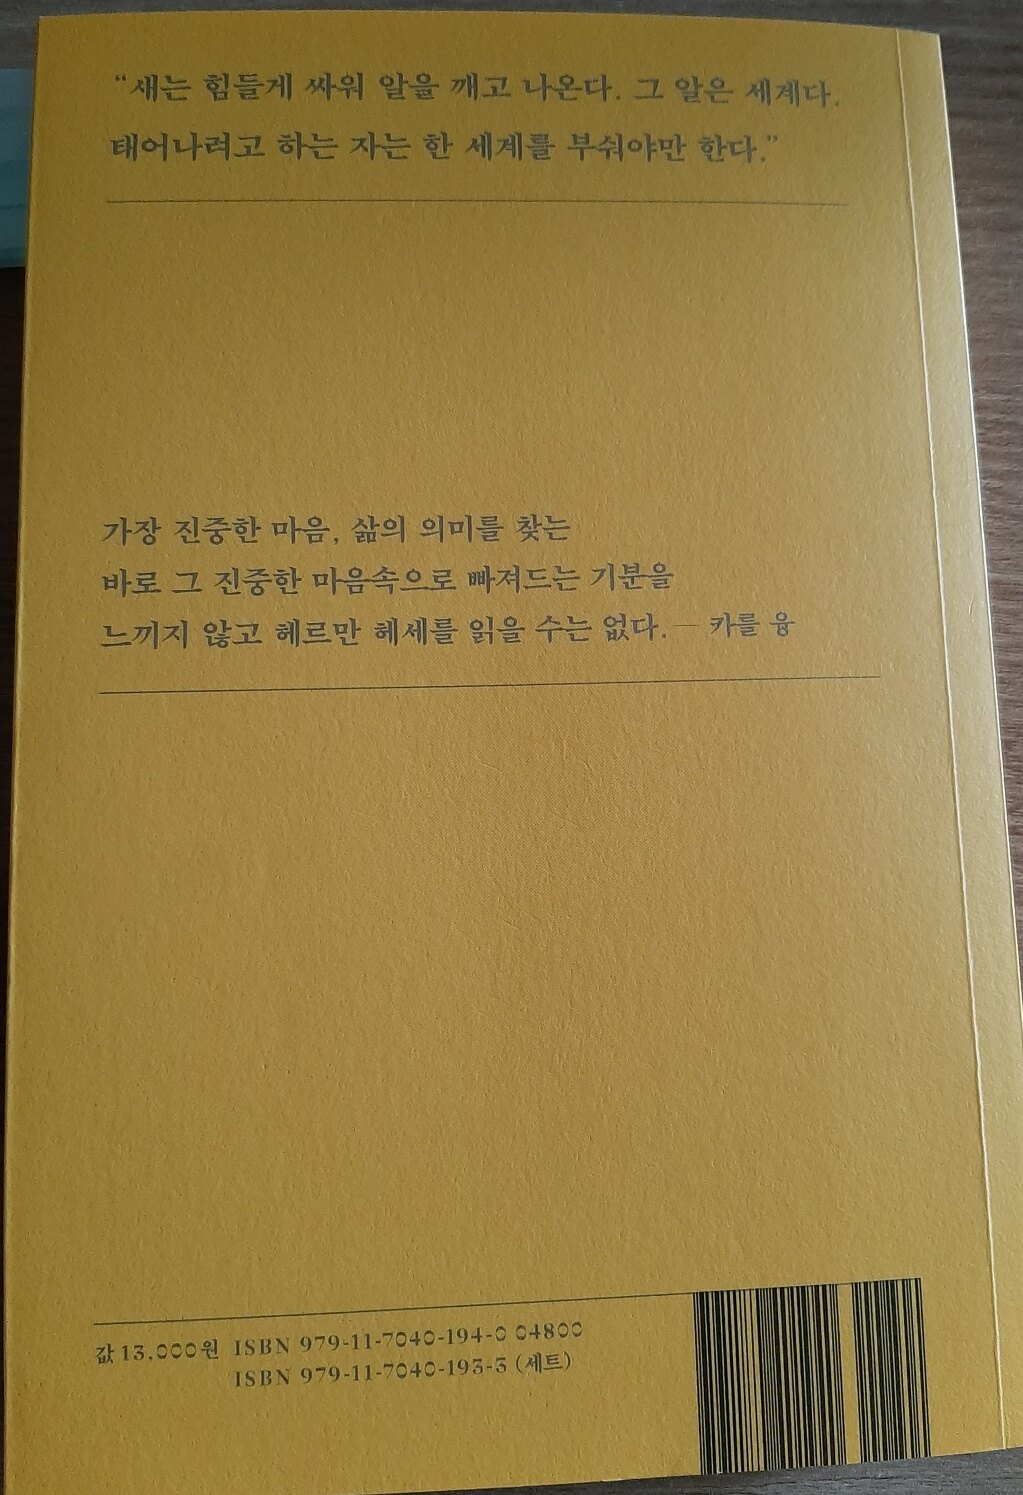 “새는 힘들게 싸워 알을 깨고 나온다. 그 알은 세계다.
태어나려고 하는 자는 한 세계를 부숴야만 한다.”
가장 진중한 마음, 삶의 의미를 찾는
바로 그 진중한 마음속으로 빠져드는 기분을
느끼지 않고 헤르만 헤세를 읽을 수는 없다. — 카를 융
값 13,000원 ISBN 979-11-7040-194-0 04800
ISBN 979-11-7040-193-3 (세트)